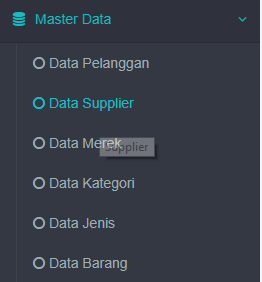 Master Data
Data Pelanggan
Data Supplier
Data Merek
Supplier
Data Kategori
Data Jenis
Data Barang